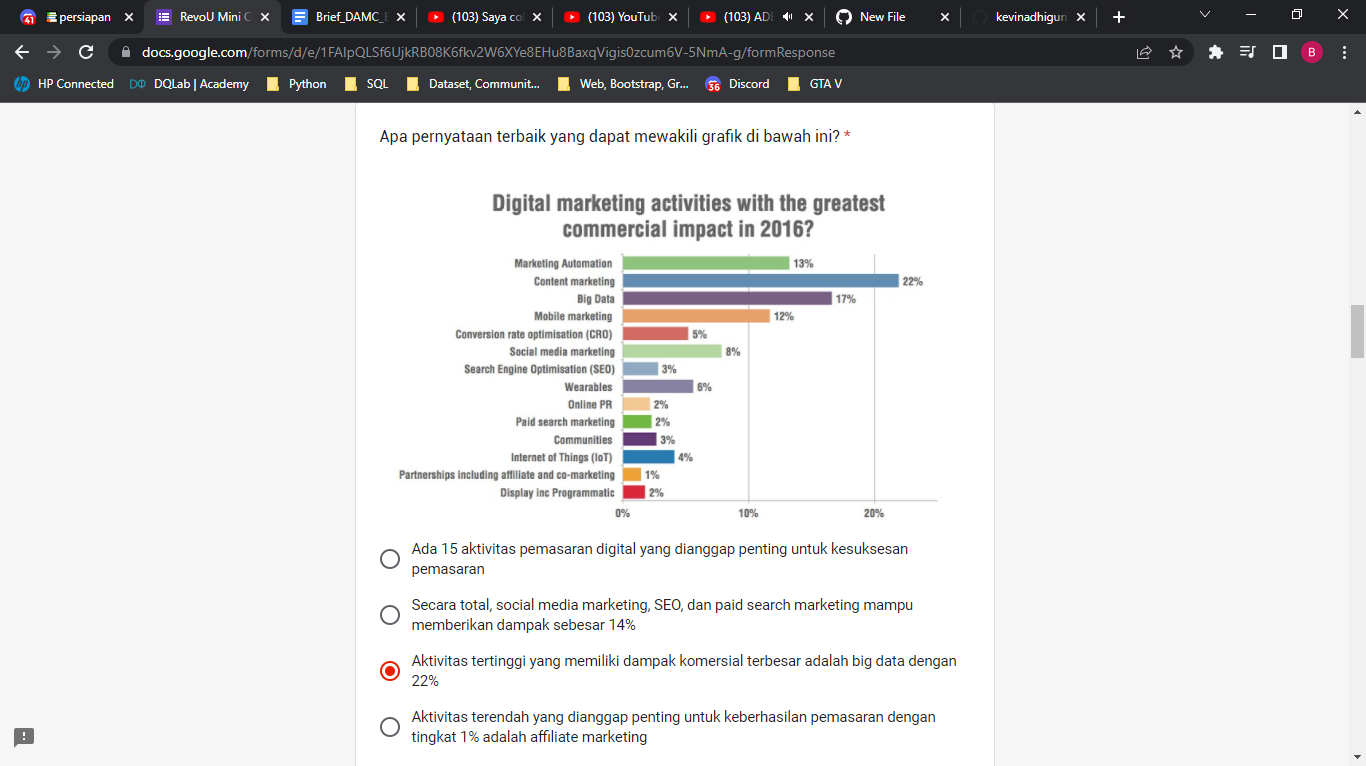 41 persiapan
RevoU Mini C
Brief_DAMC_
(103) Saya co
(103) YouTub
(103) ADE
New File
kevinadhigun
docs.google.com/forms/d/e/1FAIpQLSf6UjkRB08K6fkv2W6XYe8EHu8BaxqVigis0zcum6V-5NmA-g/formResponse
B
HP Connected
DQLab | Academy
Python
SQL
Dataset, Communit...
Web, Bootstrap, Gr...
36 Discord
GTA V
Apa pernyataan terbaik yang dapat mewakili grafik di bawah ini? *
Digital marketing activities with the greatest
commercial impact in 2016?
Marketing Automation 13%
Content marketing 22%
Big Data 17%
Mobile marketing 12%
Conversion rate optimisation (CRO) 5%
Social media marketing 8%
Search Engine Optimisation (SEO) 3%
Wearables 6%
Online PR 2%
Paid search marketing 2%
Communities 3%
Internet of Things (IoT) 4%
Partnerships including affiliate and co-marketing 1%
Display inc Programmatic 2%
0% 10% 20%
Ada 15 aktivitas pemasaran digital yang dianggap penting untuk kesuksesan
pemasaran
Secara total, social media marketing, SEO, dan paid search marketing mampu
memberikan dampak sebesar 14%
Aktivitas tertinggi yang memiliki dampak komersial terbesar adalah big data dengan
22%
Aktivitas terendah yang dianggap penting untuk keberhasilan pemasaran dengan
tingkat 1% adalah affiliate marketing